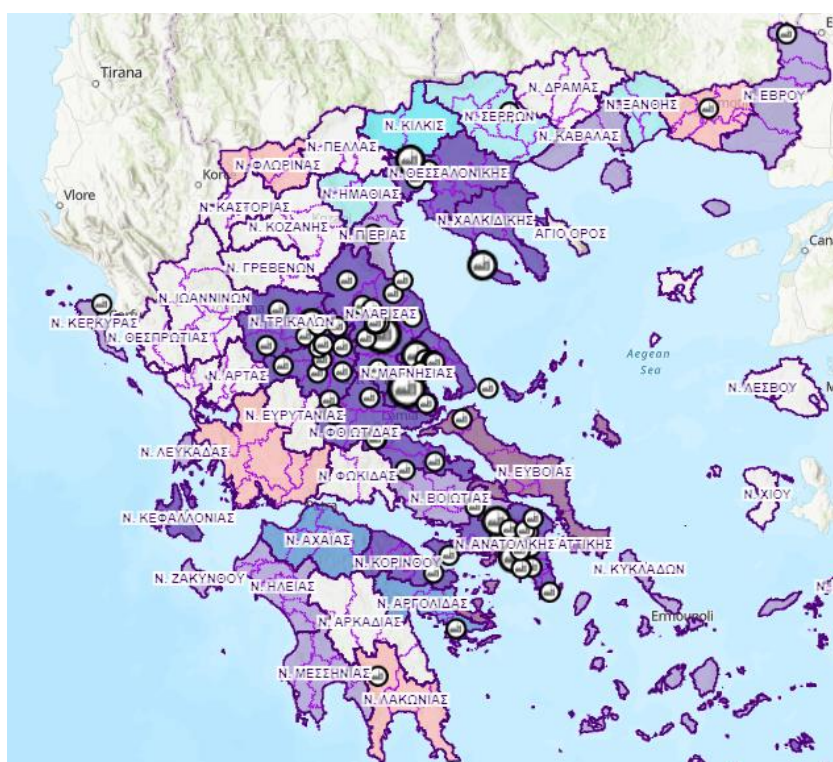 Tirana
Ν. ΔΡΑΜΑΣ
Ν. ΞΑΝΘΗΣ
Ν. ΕΒΡΟΥ
Ν. ΣΕΡΡΩΝ
Ν. ΚΙΛΚΙΣ
Ν. ΚΑΒΑΛΑΣ
Ν. ΠΕΛΛΑΣ
Ν. ΦΛΩΡΙΝΑΣ
Ν. ΘΕΣΣΑΛΟΝΙΚΗΣ
Vlore
Ν. ΗΜΑΘΙΑΣ
Ν. ΚΑΣΤΟΡΙΑΣ
Ν. ΧΑΛΚΙΔΙΚΗΣ
Ν. ΚΟΖΑΝΗΣ
Ν. ΠΙΕΡΙΑΣ
ΑΓΙΟ ΟΡΟΣ
Ν. ΓΡΕΒΕΝΩΝ
Ν. ΙΩΑΝΝΙΝΩΝ
Ν. ΛΑΡΙΣΑΣ
Ν. ΚΕΡΚΥΡΑΣ
Ν. ΤΡΙΚΑΛΩΝ
Ν. ΘΕΣΠΡΩΤΙΑΣ
Aegean
Sea
Ν. ΑΡΤΑΣ
Ν. ΜΑΓΝΗΣΙΑΣ
Ν. ΛΕΣΒΟΥ
Ν. ΕΥΡΥΤΑΝΙΑΣ
Ν. ΦΘΙΩΤΙΔΑΣ
Ν. ΛΕΥΚΑΔΑΣ
Ν. ΕΥΒΟΙΑΣ
Ν. ΦΩΚΙΔΑΣ
Ν. ΒΟΙΩΤΙΑΣ
Ν. ΧΙΟΥ
Ν. ΚΕΦΑΛΛΟΝΙΑΣ
Ν. ΑΧΑΪΑΣ
Ν. ΑΝΑΤΟΛΙΚΗΣ ΑΤΤΙΚΗΣ
Ν. ΚΟΡΙΝΘΟΥ
Ν. ΚΥΚΛΑΔΩΝ
Ν. ΖΑΚΥΝΘΟΥ
Ν. ΗΛΕΙΑΣ
Ν. ΑΡΓΟΛΙΔΑΣ
Ermoupoli
Ν. ΑΡΚΑΔΙΑΣ
Ν. ΜΕΣΣΗΝΙΑΣ
Ν. ΛΑΚΩΝΙΑΣ